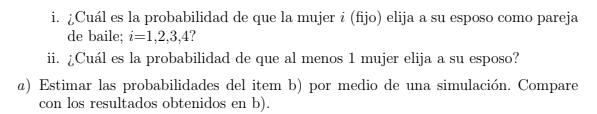 i. ¿Cuál es la probabilidad de que la mujer i (fijo) elija a su esposo como pareja
de baile; i=1,2,3,4?
ii. ¿Cuál es la probabilidad de que al menos 1 mujer elija a su esposo?
a) Estimar las probabilidades del item b) por medio de una simulación. Compare
con los resultados obtenidos en b).